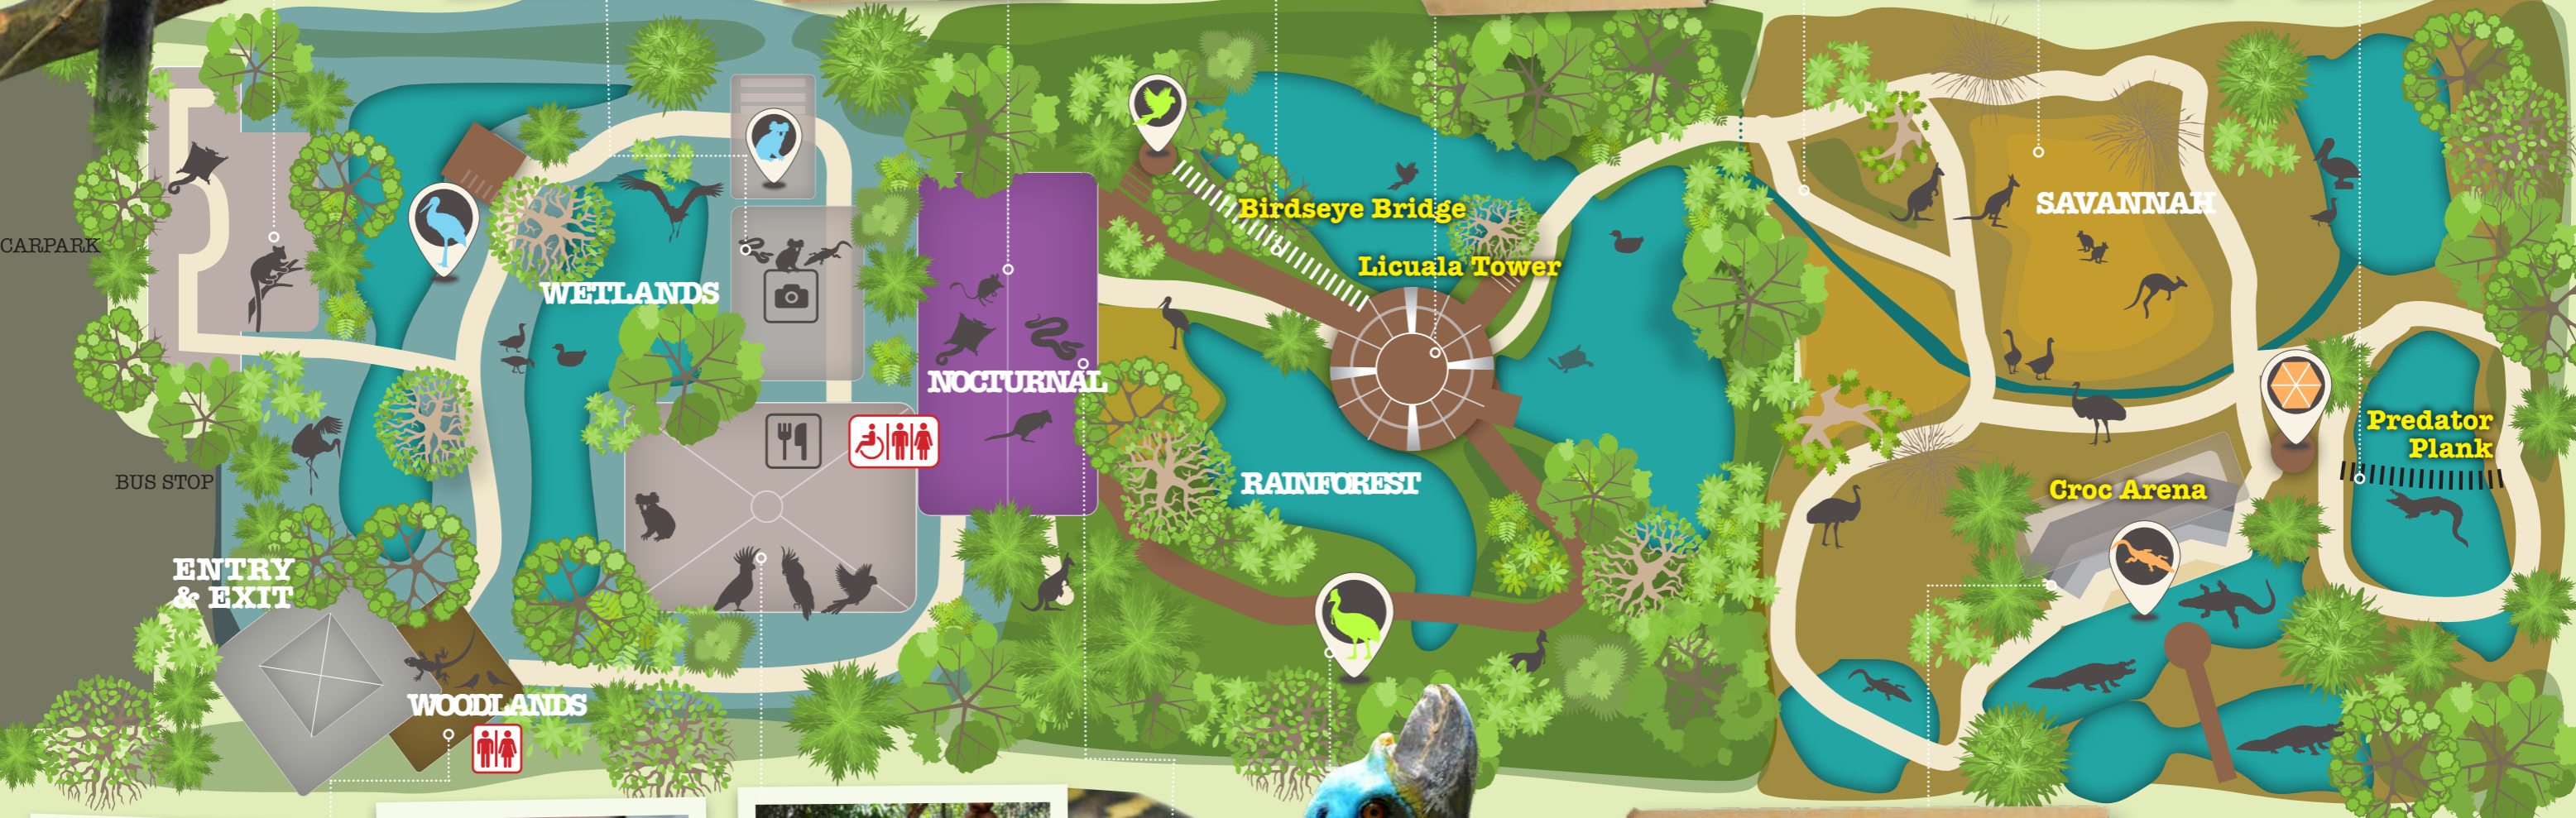 CARPARK
BUS STOP
ENTRY
& EXIT
WOODLANDS
WETLANDS
NOCTURNAL
Birdseye Bridge
Licuala Tower
RAINFOREST
SAVANNAH
Predator
Plank
Croc Arena